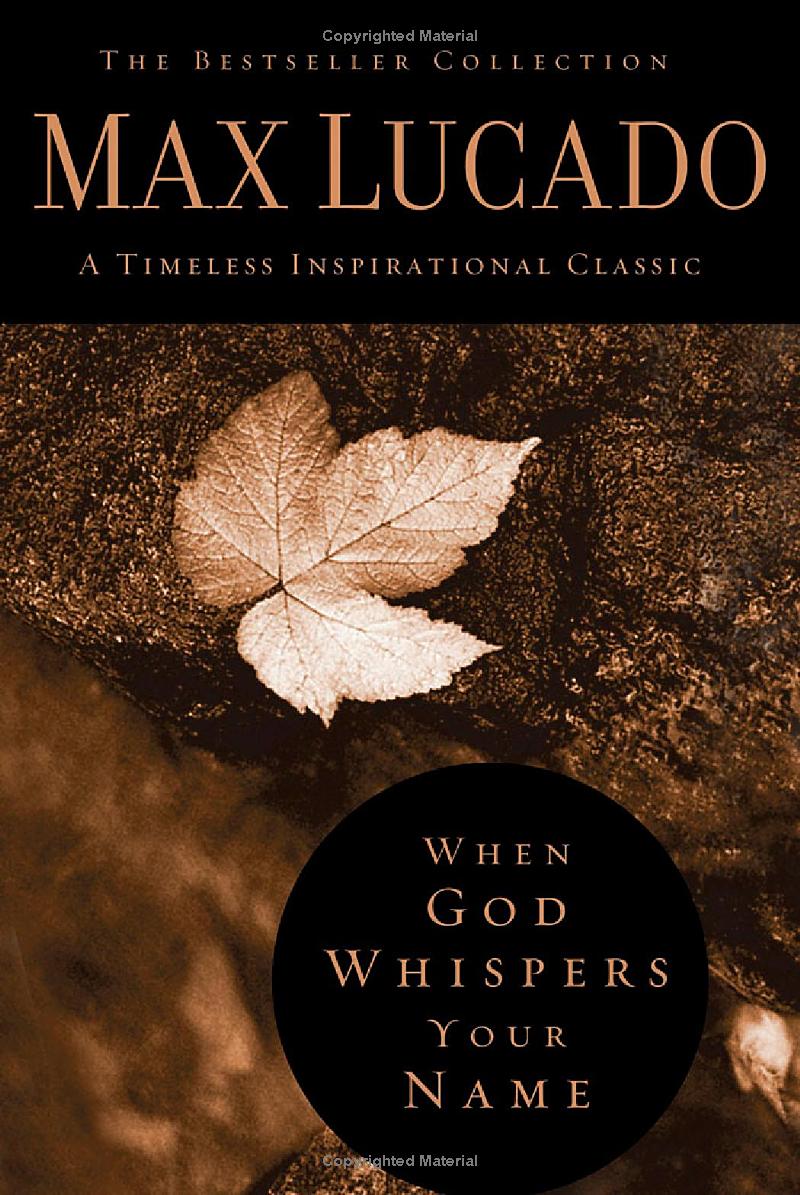 Copyrighted Material
THE BESTSELLER COLLECTION
MAX LUCADO
A TIMELESS INSPIRATIONAL CLASSIC
WHEN
GOD
WHISPERS
YOUR
NAME
Copyrighted Material